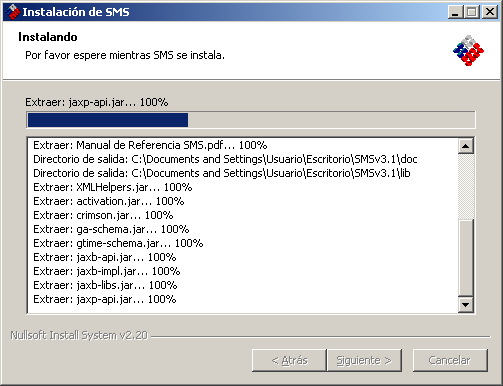 Instalación de SMS
Instalando
Por favor espere mientras SMS se instala.
Extraer: jaxp-api.jar... 100%
Extraer: Manual de Referencia SMS.pdf... 100%
Directorio de salida: C:\Documents and Settings\Usuario\Escritorio\SMSv3.1\doc
Directorio de salida: C:\Documents and Settings\Usuario\Escritorio\SMSv3.1\lib
Extraer: XMLHelpers.jar... 100%
Extraer: activation.jar... 100%
Extraer: crimson.jar... 100%
Extraer: ga-schema.jar... 100%
Extraer: gtime-schema.jar... 100%
Extraer: jaxb-api.jar... 100%
Extraer: jaxb-impl.jar... 100%
Extraer: jaxb-libs.jar... 100%
Extraer: jaxp-api.jar... 100%
Nullsoft Install System v2.20
< Atrás
Siguiente >
Cancelar